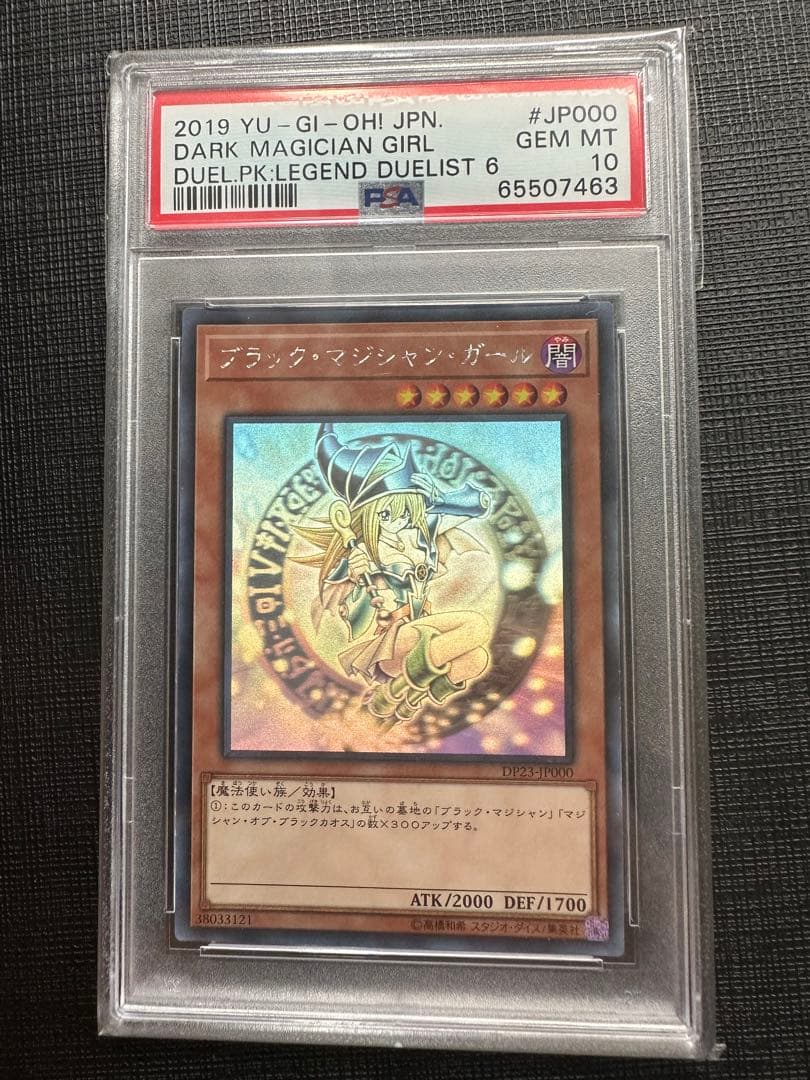 2019 YU-GI-OH! JPN. #JP000
DARK MAGICIAN GIRL GEM MT
DUEL.PK:LEGEND DUELIST 6 10
PSA 65507463
ブラック・マジシャン・ガール
やみ
闇
DP23-JP000
【魔法使い族/効果】
①:このカードの攻撃力は、お互いの墓地の「ブラック・マジシャン」「マジ
シャン・オブ・ブラックカオス」の数×300アップする。
ATK/2000 DEF/1700
38033121 ©高橋和希 スタジオ・ダイス/集英社